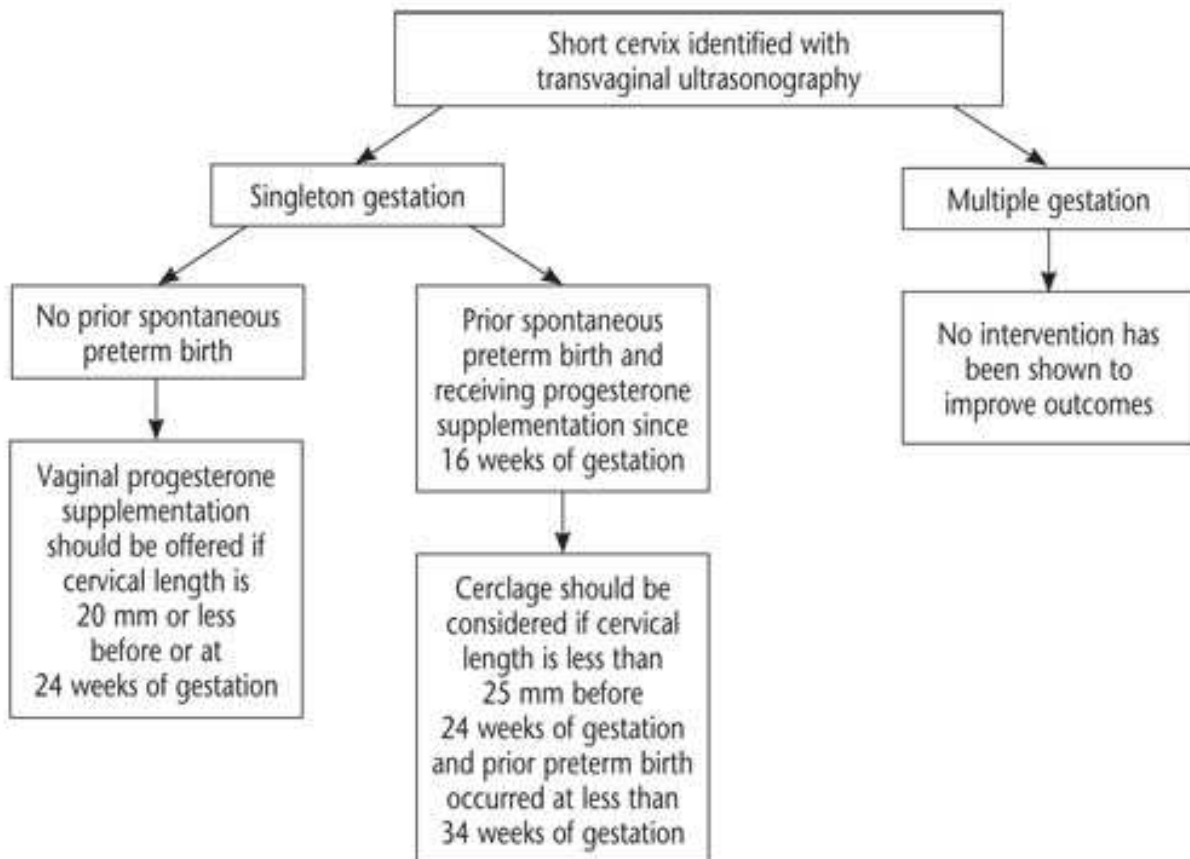 Short cervix identified with
transvaginal ultrasonography
Singleton gestation
Multiple gestation
No prior spontaneous
preterm birth
Prior spontaneous
preterm birth and
receiving progesterone
supplementation since
16 weeks of gestation
No intervention has
been shown to
improve outcomes
Vaginal progesterone
supplementation
should be offered if
cervical length is
20 mm or less
before or at
24 weeks of gestation
Cerclage should be
considered if cervical
length is less than
25 mm before
24 weeks of gestation
and prior preterm birth
occurred at less than
34 weeks of gestation